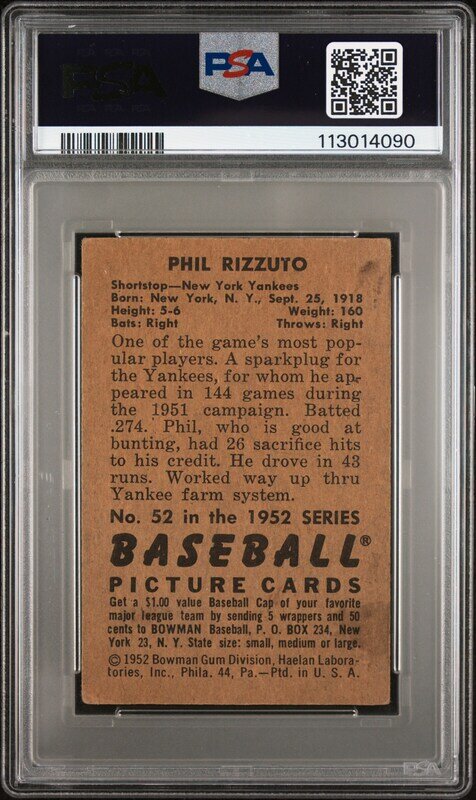 PSA
PSA
113014090
PHIL RIZZUTO
Shortstop—New York Yankees
Born: New York, N. Y., Sept. 25, 1918
Height: 5-6 Weight: 160
Bats: Right Throws: Right
One of the game's most pop-
ular players. A sparkplug for
the Yankees, for whom he ap-
peared in 144 games during
the 1951 campaign. Batted
.274. Phil, who is good at
bunting, had 26 sacrifice hits
to his credit. He drove in 43
runs. Worked way up thru
Yankee farm system.
No. 52 in the 1952 SERIES
BASEBALL®
PICTURE CARDS
Get a $1.00 value Baseball Cap of your favorite
major league team by sending 5 wrappers and 50
cents to BOWMAN Baseball, P. O. BOX 234, New
York 23, N. Y. State size: small, medium or large.
© 1952 Bowman Gum Division, Haelan Labora-
tories, Inc., Phila. 44, Pa.—Ptd. in U. S. A.
PSA